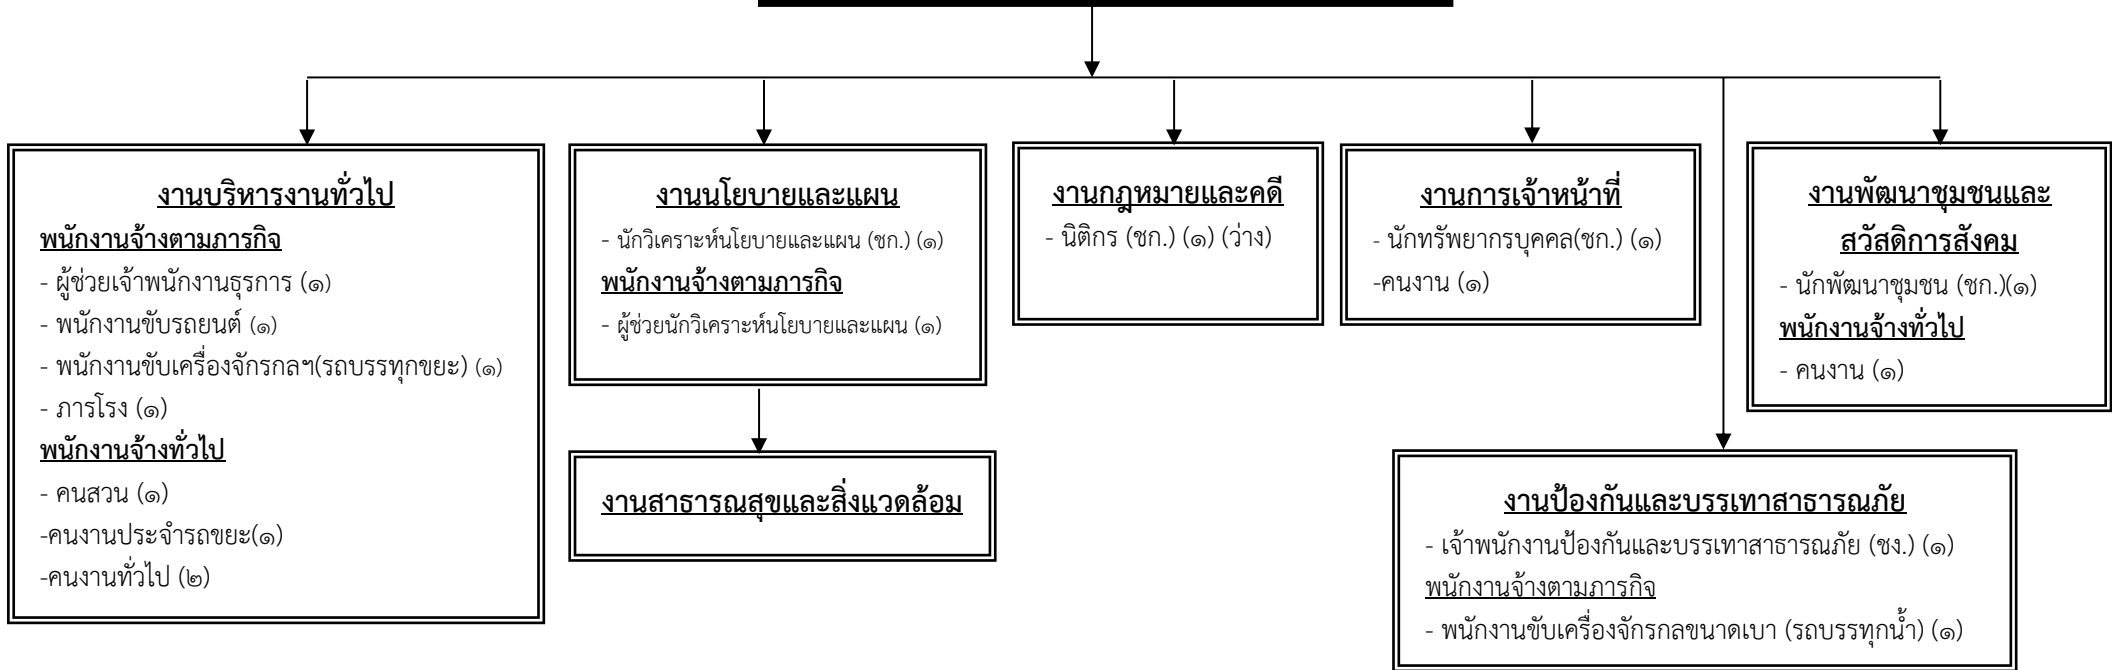 งานบริหารงานทั่วไป
พนักงานจ้างตามภารกิจ
- ผู้ช่วยเจ้าพนักงานธุรการ (๑)
- พนักงานขับรถยนต์ (๑)
- พนักงานขับเครื่องจักรกลฯ(รถบรรทุกขยะ) (๑)
- ภารโรง (๑)
พนักงานจ้างทั่วไป
- คนสวน (๑)
-คนงานประจำรถขยะ(๑)
-คนงานทั่วไป (๒)
งานนโยบายและแผน
- นักวิเคราะห์นโยบายและแผน (ชก.) (๑)
พนักงานจ้างตามภารกิจ
- ผู้ช่วยนักวิเคราะห์นโยบายและแผน (๑)
งานสาธารณสุขและสิ่งแวดล้อม
งานกฎหมายและคดี
- นิติกร (ชก.) (๑) (ว่าง)
งานการเจ้าหน้าที่
- นักทรัพยากรบุคคล(ชก.) (๑)
-คนงาน (๑)
งานพัฒนาชุมชนและ
สวัสดิการสังคม
- นักพัฒนาชุมชน (ชก.)(๑)
พนักงานจ้างทั่วไป
- คนงาน (๑)
งานป้องกันและบรรเทาสาธารณภัย
- เจ้าพนักงานป้องกันและบรรเทาสาธารณภัย (ชง.) (๑)
พนักงานจ้างตามภารกิจ
- พนักงานขับเครื่องจักรกลขนาดเบา (รถบรรทุกน้ำ) (๑)